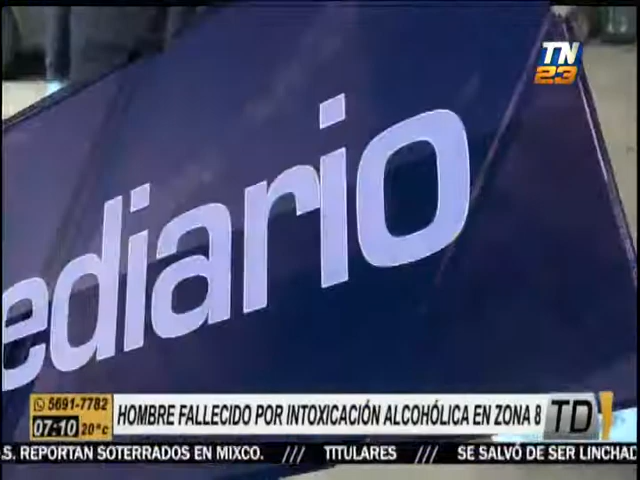 TN
23
ediario
5691-7782
07:10 20°c
HOMBRE FALLECIDO POR INTOXICACIÓN ALCOHÓLICA EN ZONA 8
TD
.S. REPORTAN SOTERRADOS EN MIXCO. /// TITULARES /// SE SALVÓ DE SER LINCHAD